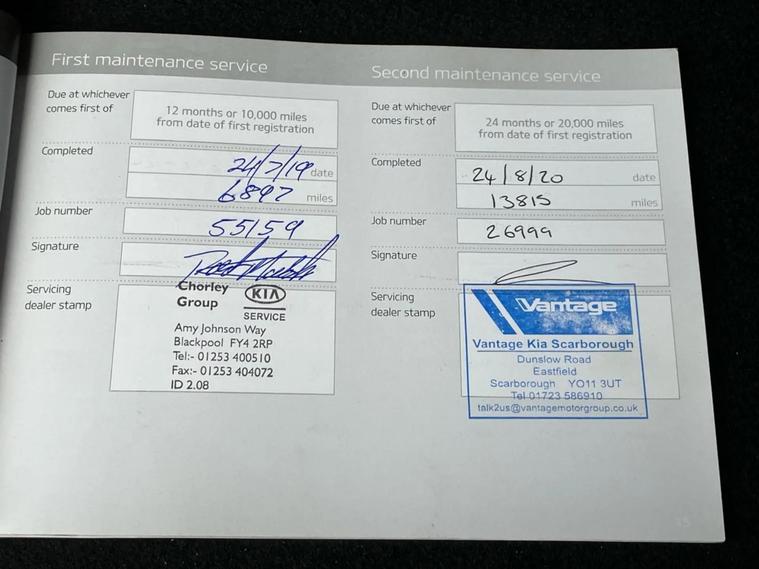 First maintenance service
Due at whichever
comes first of
12 months or 10,000 miles
from date of first registration
Completed
24/7/19 date
6897 miles
Job number
55159
Signature
Servicing
dealer stamp
Chorley
Group
KIA
SERVICE
Amy Johnson Way
Blackpool FY4 2RP
Tel:- 01253 400510
Fax:- 01253 404072
ID 2.08
Second maintenance service
Due at whichever
comes first of
24 months or 20,000 miles
from date of first registration
Completed
24/8/20 date
13815 miles
Job number
26999
Signature
Servicing
dealer stamp
Vantage
Vantage Kia Scarborough
Dunslow Road
Eastfield
Scarborough YO11 3UT
Tel 01723 586910
talk2us@vantagemotorgroup.co.uk